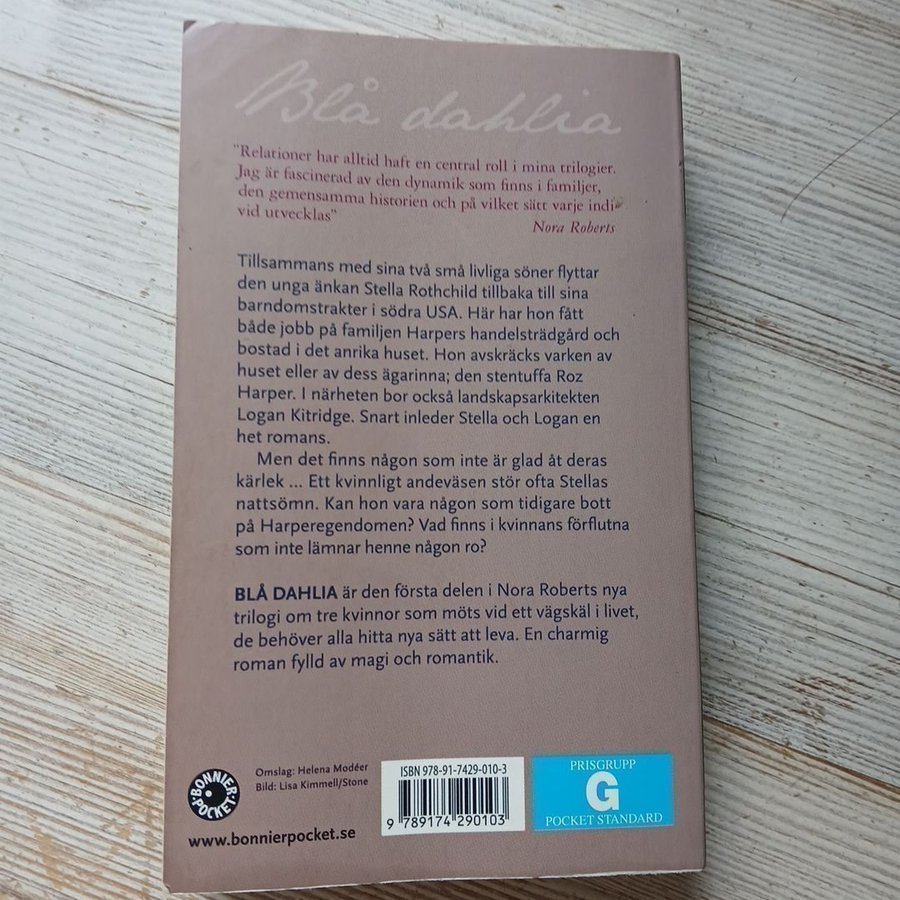 Blå dahlia
"Relationer har alltid haft en central roll i mina trilogier.
Jag är fascinerad av den dynamik som finns i familjer,
den gemensamma historien och på vilket sätt varje indi-
vid utvecklas"
Nora Roberts
Tillsammans med sina två små livliga söner flyttar
den unga änkan Stella Rothchild tillbaka till sina
barndomstrakter i södra USA. Här har hon fått
både jobb på familjen Harpers handelsträdgård och
bostad i det anrika huset. Hon avskräcks varken av
huset eller av dess ägarinna; den stentuffa Roz
Harper. I närheten bor också landskapsarkitekten
Logan Kitridge. Snart inleder Stella och Logan en
het romans.
Men det finns någon som inte är glad åt deras
kärlek ... Ett kvinnligt andeväsen stör ofta Stellas
nattsömn. Kan hon vara någon som tidigare bott
på Harperegendomen? Vad finns i kvinnans förflutna
som inte lämnar henne någon ro?
BLÅ DAHLIA är den första delen i Nora Roberts nya
trilogi om tre kvinnor som möts vid ett vägskäl i livet,
de behöver alla hitta nya sätt att leva. En charmig
roman fylld av magi och romantik.
BONNIER POCKET
Omslag: Helena Modéer
Bild: Lisa Kimmell/Stone
www.bonnierpocket.se
ISBN 978-91-7429-010-3
9 789174 290103
PRISGRUPP
G
POCKET STANDARD